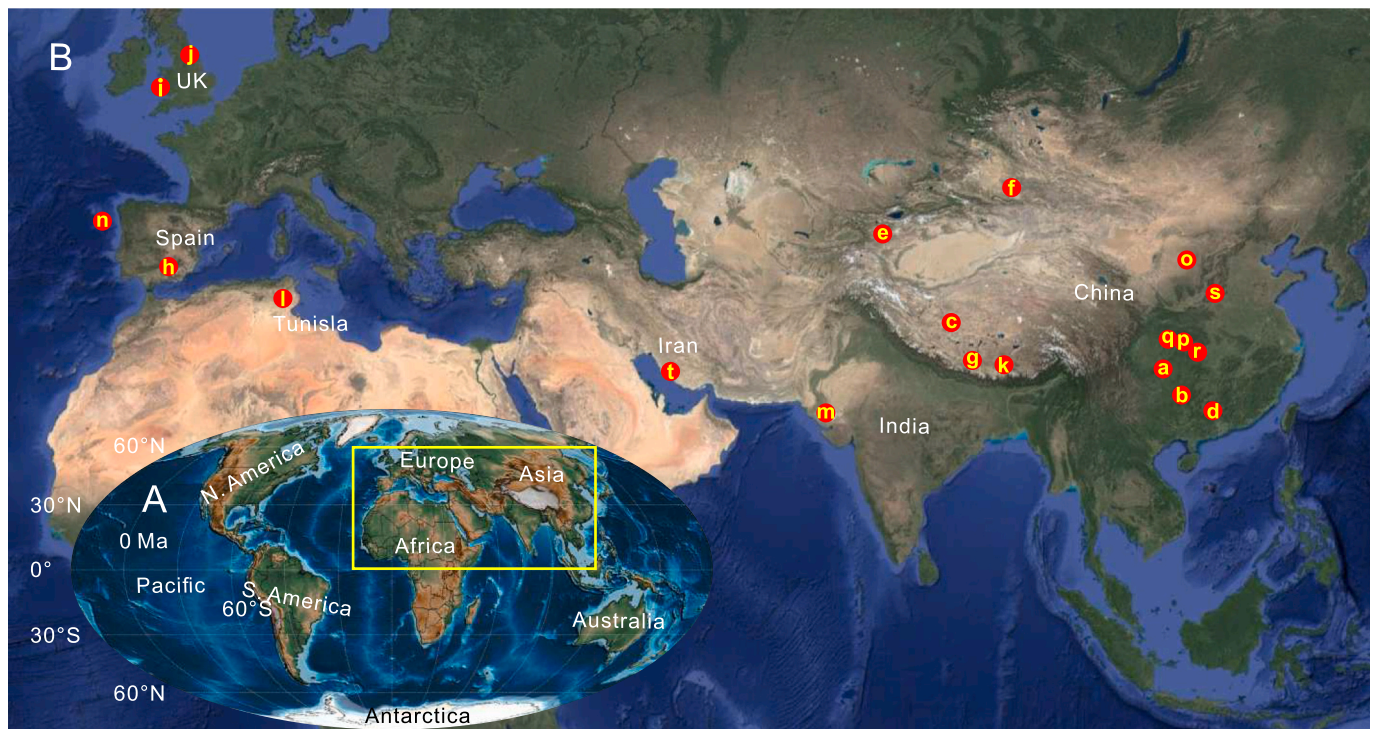 B
j
i
UK
n
Spain
h
l
Tunisla
f
e
o
China
s
c
q
p
r
Iran
g
k
a
t
b
m
d
India
60°N
N. America
Europe
Asia
A
30°N
0 Ma
Africa
0°
Pacific
S. America
60°S
Australia
30°S
60°N
Antarctica